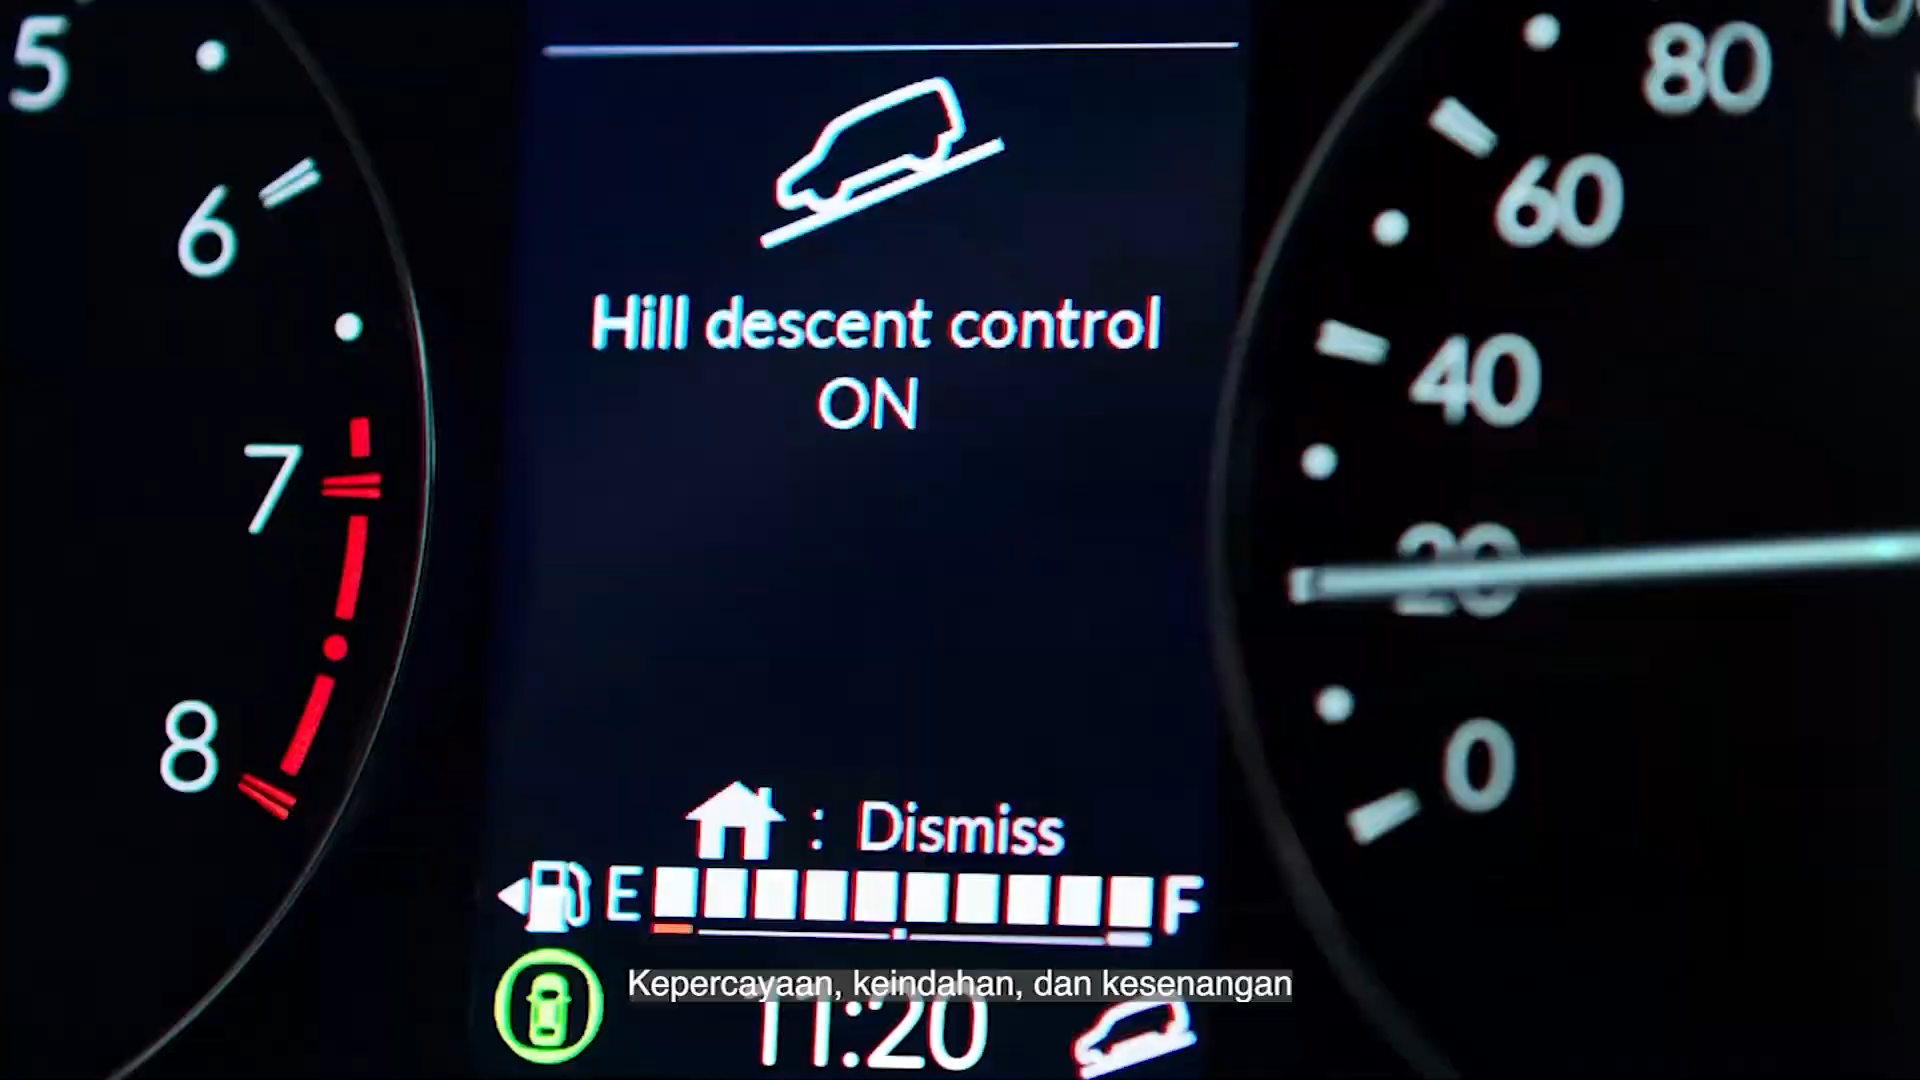 5
6
7
8
Hill descent control
ON
: Dismiss
E F
Kepercayaan, keindahan, dan kesenangan
11:20
100
80
60
40
20
0